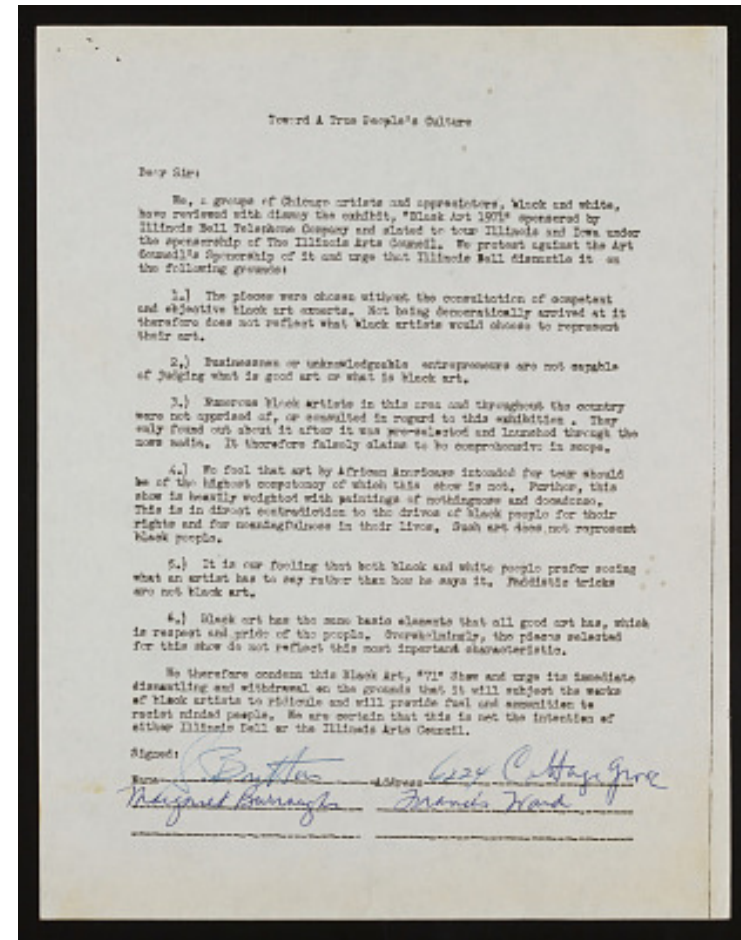 Toward A True People's Culture
Dear Sir:
We, a groups of Chicago artists and appreciators, black and white,
have reviewed with dismay the exhibit, "Black Art 1971" sponsored by
Illinois Bell Telephone Company and slated to tour Illinois and Iowa under
the sponsorship of The Illinois Arts Council. We protest against the Art
Council's Sponsorship of it and urge that Illinois Bell dismantle it on
the following grounds:
1.) The pieces were chosen without the consultation of competent
and objective black art experts. Not being democratically arrived at it
therefore does not reflect what black artists would choose to represent
their art.
2.) Businessmen or unknowledgable entrepreneurs are not capable
of judging what is good art or what is black art.
3.) Numerous black artists in this area and throughout the country
were not apprised of, or consulted in regard to this exhibition. They
only found out about it after it was pre-selected and launched through the
news media. It therefore falsely claims to be comprehensive in scope.
4.) We feel that art by African Americans intended for tour should
be of the highest competency of which this show is not. Further, this
show is heavily weighted with paintings of nothingness and decadense.
This is in direct contradiction to the drives of black people for their
rights and for meaningfulness in their lives. Such art does not represent
black people.
5.) It is our feeling that both black and white people prefer seeing
what an artist has to say rather than how he says it. Faddistic tricks
are not black art.
6.) Black art has the same basic elements that all good art has, which
is respect and pride of the people. Overwhelmingly, the pieces selected
for this show do not reflect this most important characteristic.
We therefore condemn this Black Art, "71" Show and urge its immediate
dismantling and withdrawal on the grounds that it will subject the works
of black artists to ridicule and will provide fuel and ammunition to
racist minded people. We are certain that this is not the intention of
either Illinois Bell or the Illinois Arts Council.
Signed:
Name Address 6224 Cottage Grove
Margaret Burroughs Francis Ward